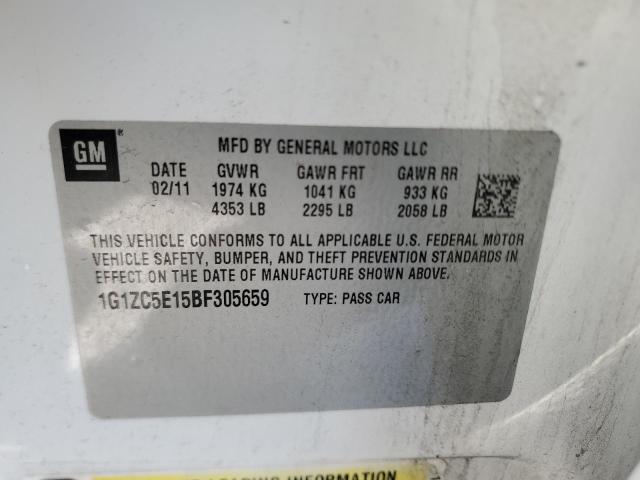 GM
MFD BY GENERAL MOTORS LLC
DATE GVWR GAWR FRT GAWR RR
02/11 1974 KG 1041 KG 933 KG
4353 LB 2295 LB 2058 LB
THIS VEHICLE CONFORMS TO ALL APPLICABLE U.S. FEDERAL MOTOR
VEHICLE SAFETY, BUMPER, AND THEFT PREVENTION STANDARDS IN
EFFECT ON THE DATE OF MANUFACTURE SHOWN ABOVE.
1G1ZC5E15BF305659 TYPE: PASS CAR
LOADING INFORMATION